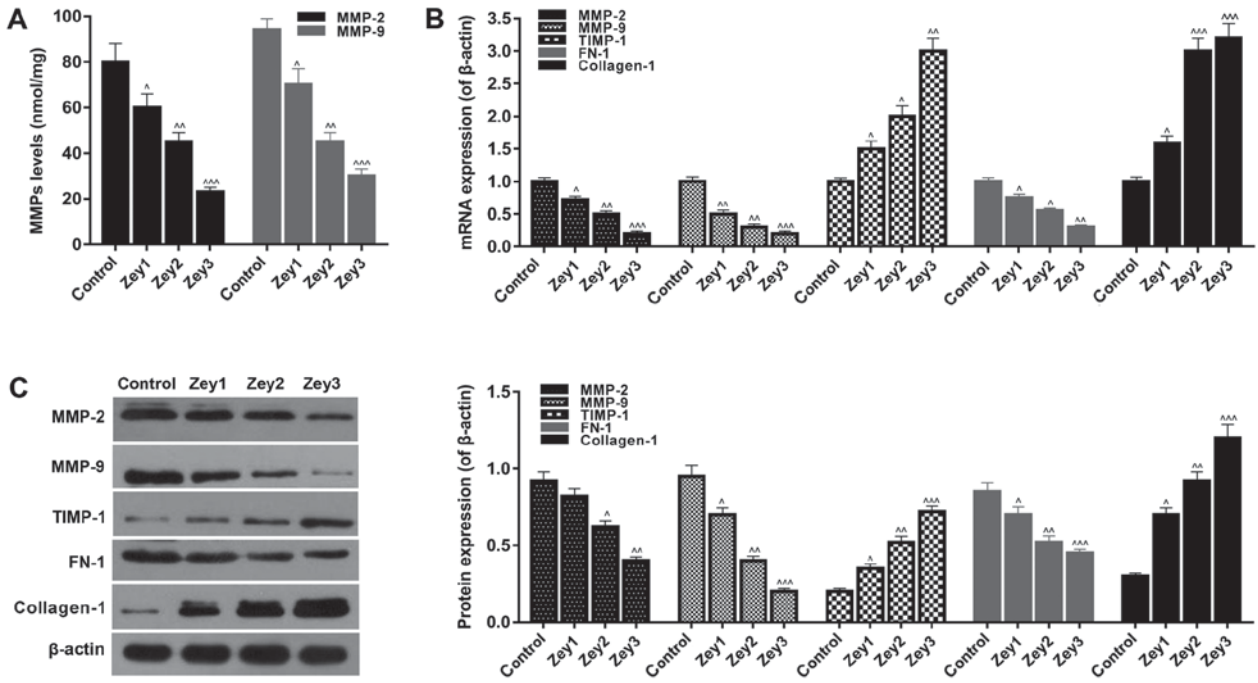 A
MMPs levels (nmol/mg)
100
80
60
40
20
0
MMP-2
MMP-9
^
^^
^^^
^
^^
^^^
Control Zey1 Zey2 Zey3 Control Zey1 Zey2 Zey3
B
mRNA expression (of β-actin)
3.5
3.0
2.5
2.0
1.5
1.0
0.5
0.0
MMP-2
MMP-9
TIMP-1
FN-1
Collagen-1
^
^^
^^^
^^
^^
^^^
^
^
^^
^
^
^^
^
^^^
^^^
Control Zey1 Zey2 Zey3 Control Zey1 Zey2 Zey3 Control Zey1 Zey2 Zey3 Control Zey1 Zey2 Zey3 Control Zey1 Zey2 Zey3
C
Control Zey1 Zey2 Zey3
MMP-2
MMP-9
TIMP-1
FN-1
Collagen-1
β-actin
Protein expression (of β-actin)
1.5
1.0
0.5
0.0
MMP-2
MMP-9
TIMP-1
FN-1
Collagen-1
^
^^
^
^^
^^^
^
^^
^^^
^
^^
^^^
^
^^
^^^
Control Zey1 Zey2 Zey3 Control Zey1 Zey2 Zey3 Control Zey1 Zey2 Zey3 Control Zey1 Zey2 Zey3 Control Zey1 Zey2 Zey3